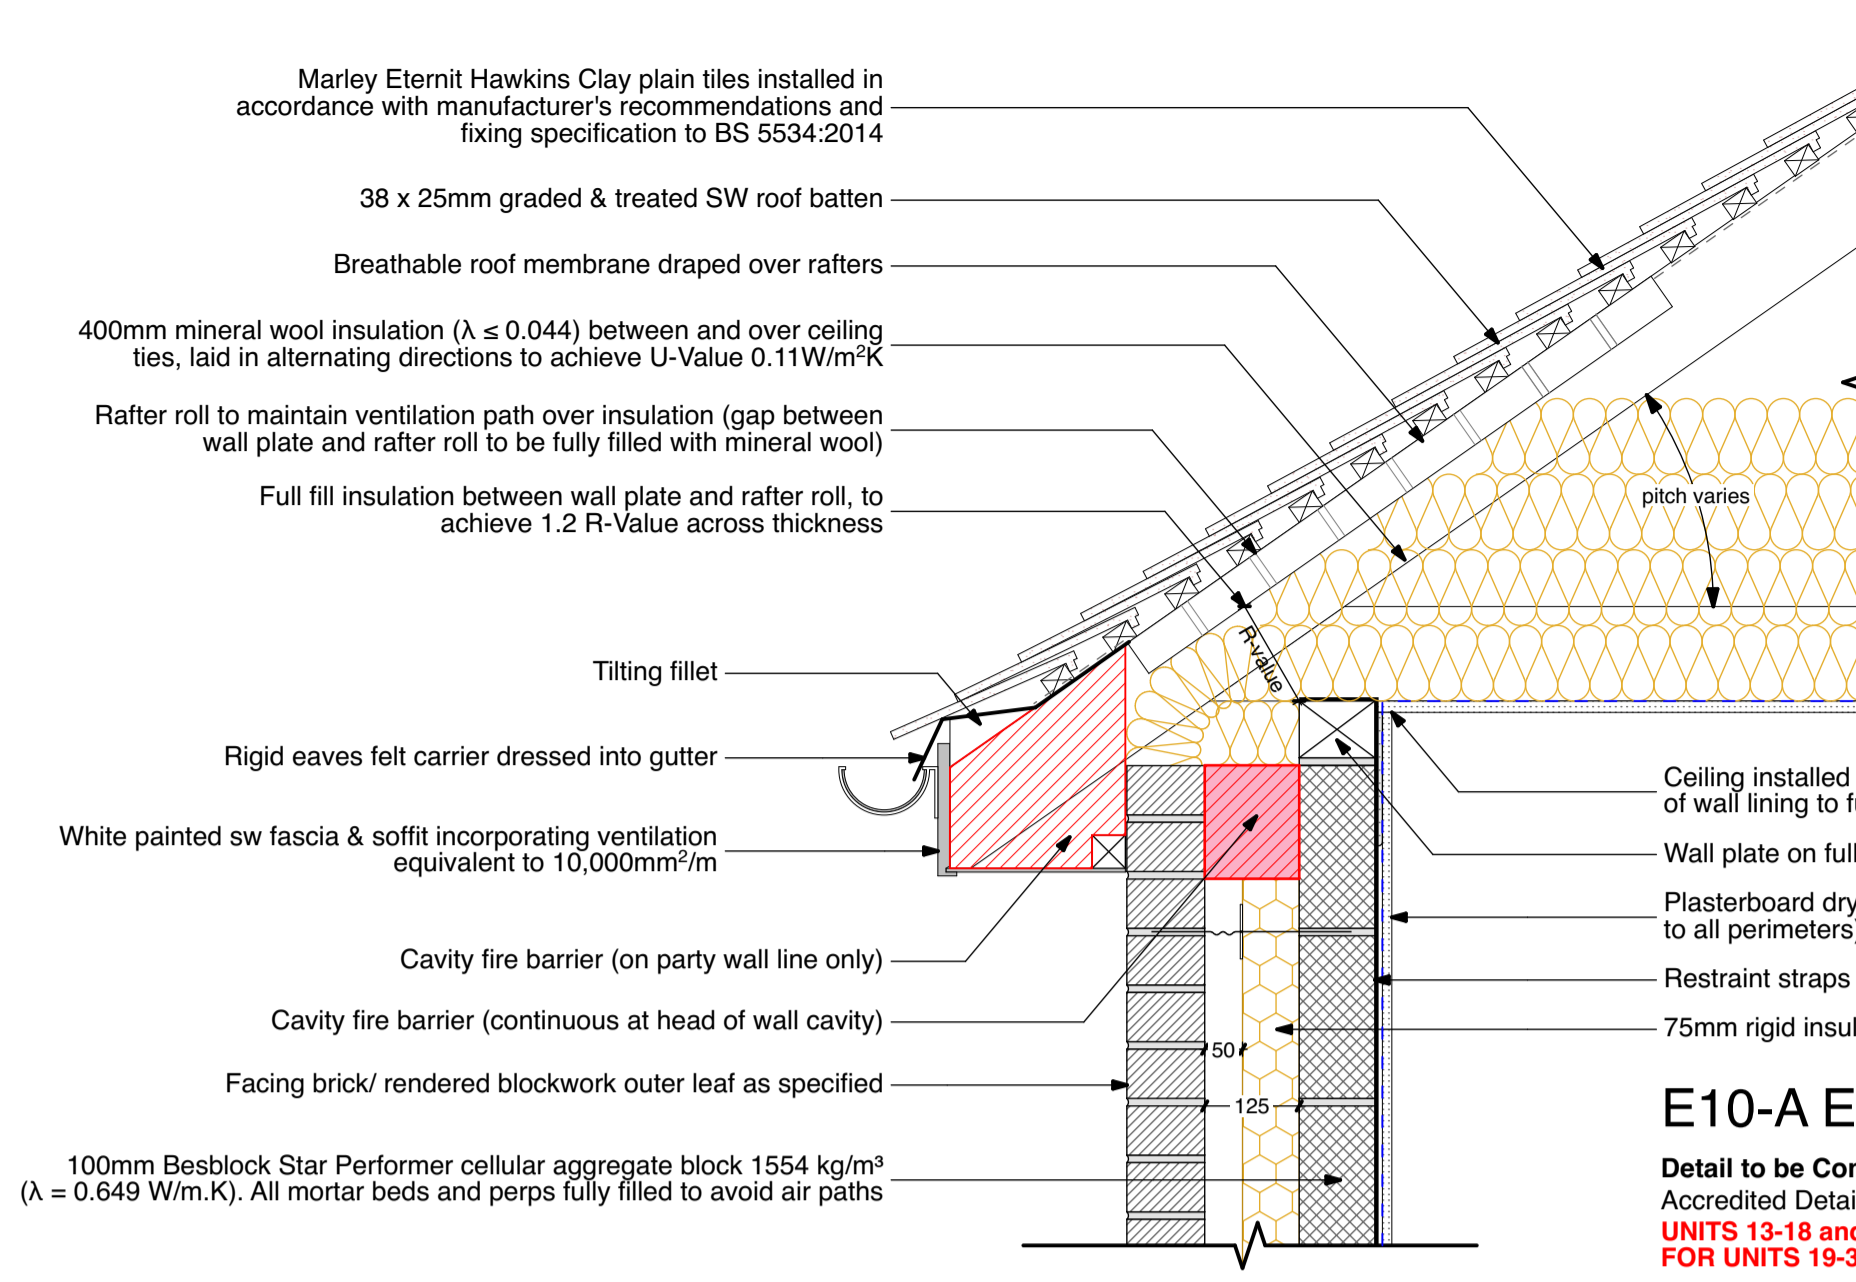 Marley Eternit Hawkins Clay plain tiles installed in
accordance with manufacturer's recommendations and
fixing specification to BS 5534:2014
38 x 25mm graded & treated SW roof batten
Breathable roof membrane draped over rafters
400mm mineral wool insulation (λ ≤ 0.044) between and over ceiling
ties, laid in alternating directions to achieve U-Value 0.11W/m²K
Rafter roll to maintain ventilation path over insulation (gap between
wall plate and rafter roll to be fully filled with mineral wool)
Full fill insulation between wall plate and rafter roll, to
achieve 1.2 R-Value across thickness
Tilting fillet
Rigid eaves felt carrier dressed into gutter
White painted sw fascia & soffit incorporating ventilation
equivalent to 10,000mm²/m
Cavity fire barrier (on party wall line only)
Cavity fire barrier (continuous at head of wall cavity)
Facing brick/ rendered blockwork outer leaf as specified
100mm Besblock Star Performer cellular aggregate block 1554 kg/m³
(λ = 0.649 W/m.K). All mortar beds and perps fully filled to avoid air paths
pitch varies
R-value
50
125
Ceiling installed
of wall lining to
Wall plate on full
Plasterboard dry
to all perimeters)
Restraint straps
75mm rigid insul
E10-A E
Detail to be Con
Accredited Detai
UNITS 13-18 and
FOR UNITS 19-3